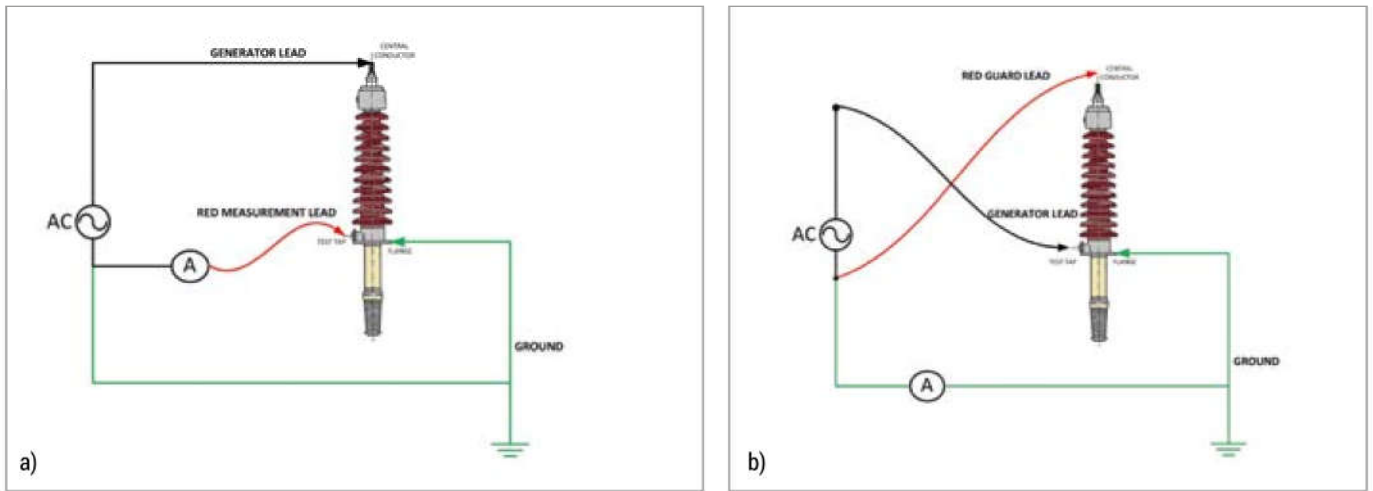 GENERATOR LEAD
CENTRAL
CONDUCTOR
AC
RED MEASUREMENT LEAD
TEST TAP
A
FLANGE
GROUND
a)
RED GUARD LEAD
CENTRAL
CONDUCTOR
AC
GENERATOR LEAD
TEST TAP
FLANGE
GROUND
A
b)